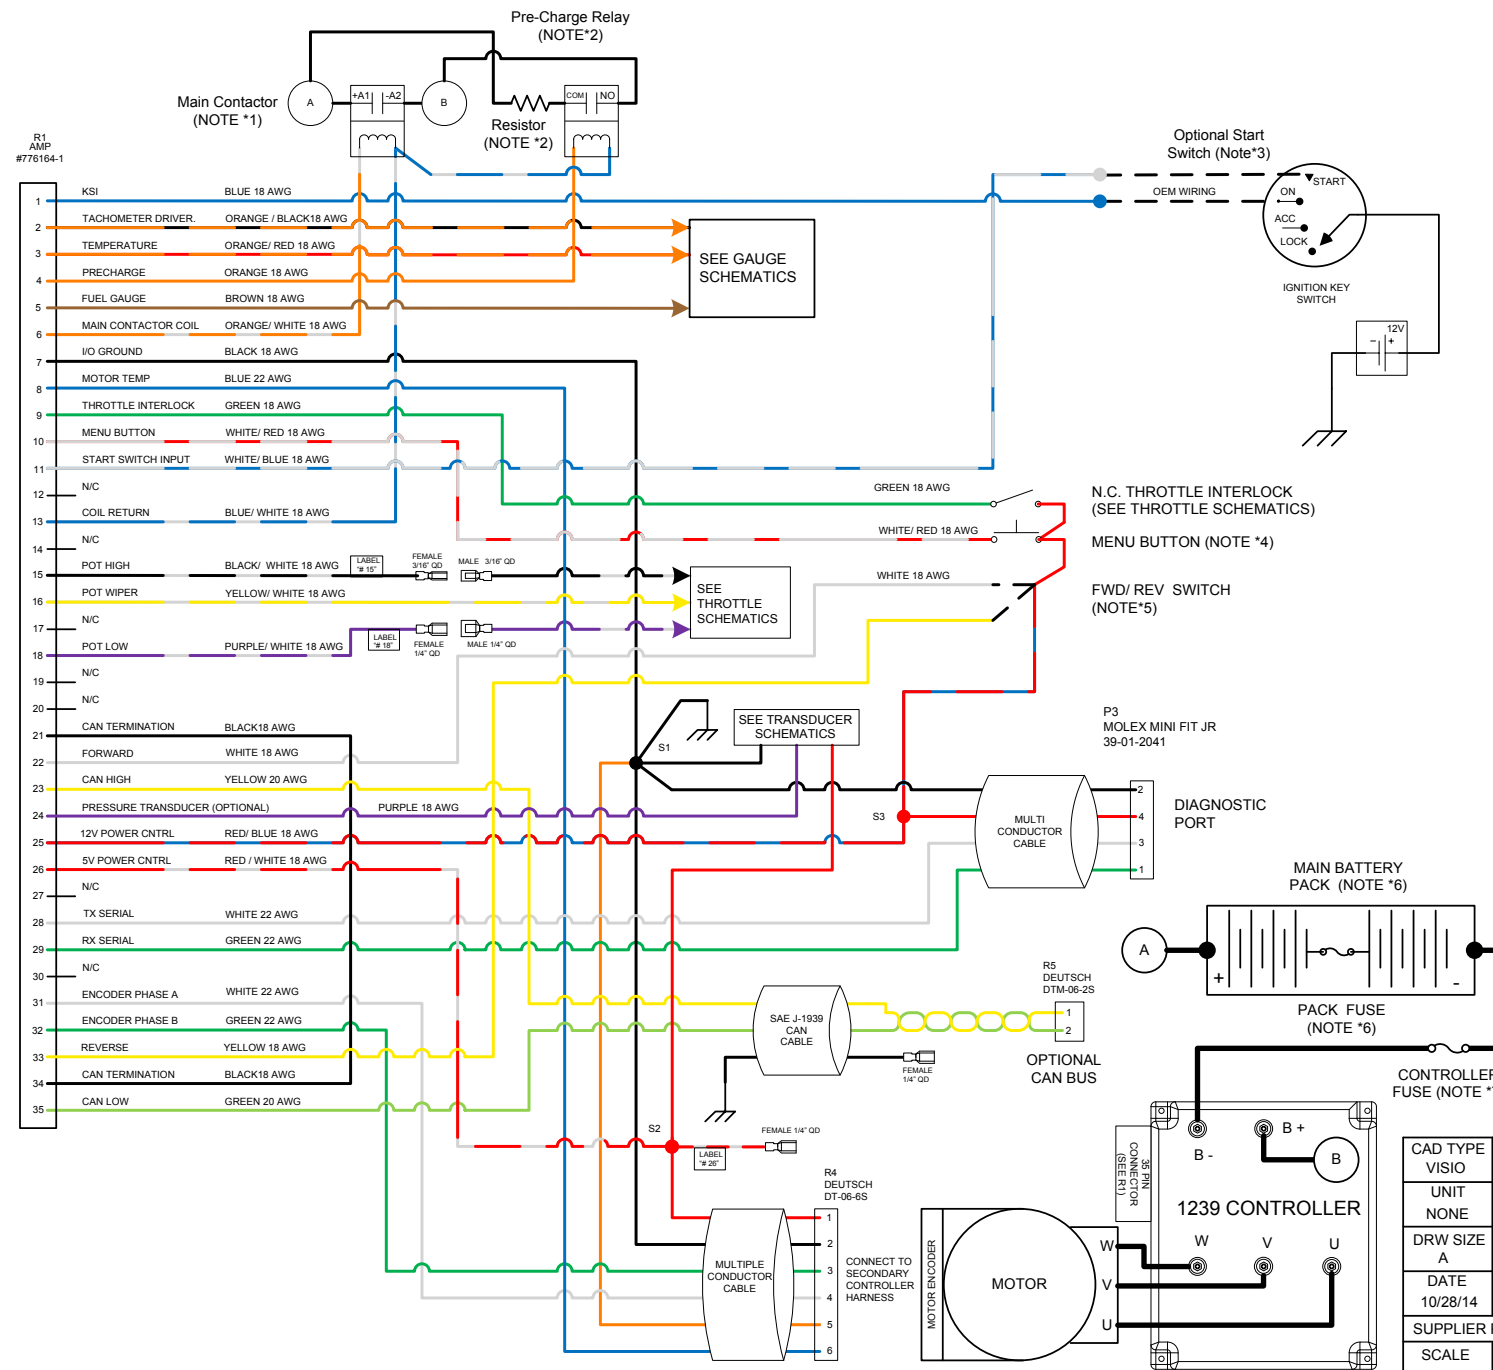 Pre-Charge Relay
(NOTE*2)
Main Contactor
(NOTE *1)
A
+A1
-A2
B
COM
NO
Resistor
(NOTE *2)
R1
AMP
#776164-1
Optional Start
Switch (Note*3)
START
ON
ACC
LOCK
OEM WIRING
IGNITION KEY
SWITCH
12V
- +
1 KSI BLUE 18 AWG
2 TACHOMETER DRIVER. ORANGE / BLACK18 AWG
3 TEMPERATURE ORANGE/ RED 18 AWG
4 PRECHARGE ORANGE 18 AWG
5 FUEL GAUGE BROWN 18 AWG
6 MAIN CONTACTOR COIL ORANGE/ WHITE 18 AWG
7 I/O GROUND BLACK 18 AWG
8 MOTOR TEMP BLUE 22 AWG
9 THROTTLE INTERLOCK GREEN 18 AWG
10 MENU BUTTON WHITE/ RED 18 AWG
11 START SWITCH INPUT WHITE/ BLUE 18 AWG
12 N/C
13 COIL RETURN BLUE/ WHITE 18 AWG
14 N/C
15 POT HIGH BLACK/ WHITE 18 AWG
16 POT WIPER YELLOW/ WHITE 18 AWG
17 N/C
18 POT LOW PURPLE/ WHITE 18 AWG
19 N/C
20 N/C
21 CAN TERMINATION BLACK18 AWG
22 FORWARD WHITE 18 AWG
23 CAN HIGH YELLOW 20 AWG
24 PRESSURE TRANSDUCER (OPTIONAL) PURPLE 18 AWG
25 12V POWER CNTRL RED/ BLUE 18 AWG
26 5V POWER CNTRL RED / WHITE 18 AWG
27 N/C
28 TX SERIAL WHITE 22 AWG
29 RX SERIAL GREEN 22 AWG
30 N/C
31 ENCODER PHASE A WHITE 22 AWG
32 ENCODER PHASE B GREEN 22 AWG
33 REVERSE YELLOW 18 AWG
34 CAN TERMINATION BLACK18 AWG
35 CAN LOW GREEN 20 AWG
SEE GAUGE
SCHEMATICS
LABEL
"# 15"
FEMALE
3/16" QD
MALE 3/16" QD
LABEL
"# 18"
FEMALE
1/4" QD
MALE 1/4" QD
SEE
THROTTLE
SCHEMATICS
GREEN 18 AWG
N.C. THROTTLE INTERLOCK
(SEE THROTTLE SCHEMATICS)
WHITE/ RED 18 AWG
MENU BUTTON (NOTE *4)
WHITE 18 AWG
FWD/ REV SWITCH
(NOTE*5)
S1
SEE TRANSDUCER
SCHEMATICS
P3
MOLEX MINI FIT JR
39-01-2041
S3
MULTI
CONDUCTOR
CABLE
2
4
3
1
DIAGNOSTIC
PORT
MAIN BATTERY
PACK (NOTE *6)
A
+
-
PACK FUSE
(NOTE *6)
R5
DEUTSCH
DTM-06-2S
SAE J-1939
CAN
CABLE
1
2
FEMALE
1/4" QD
OPTIONAL
CAN BUS
CONTROLLER
FUSE (NOTE *
S2
LABEL
"# 26"
FEMALE 1/4" QD
R4
DEUTSCH
DT-06-6S
MULTIPLE
CONDUCTOR
CABLE
1
2
3
4
5
6
CONNECT TO
SECONDARY
CONTROLLER
HARNESS
MOTOR ENCODER
MOTOR
W
V
U
35 PIN
CONNECTOR
(SEE R1)
B -
B +
B
1239 CONTROLLER
W
V
U
CAD TYPE
VISIO
UNIT
NONE
DRW SIZE
A
DATE
10/28/14
SUPPLIER
SCALE